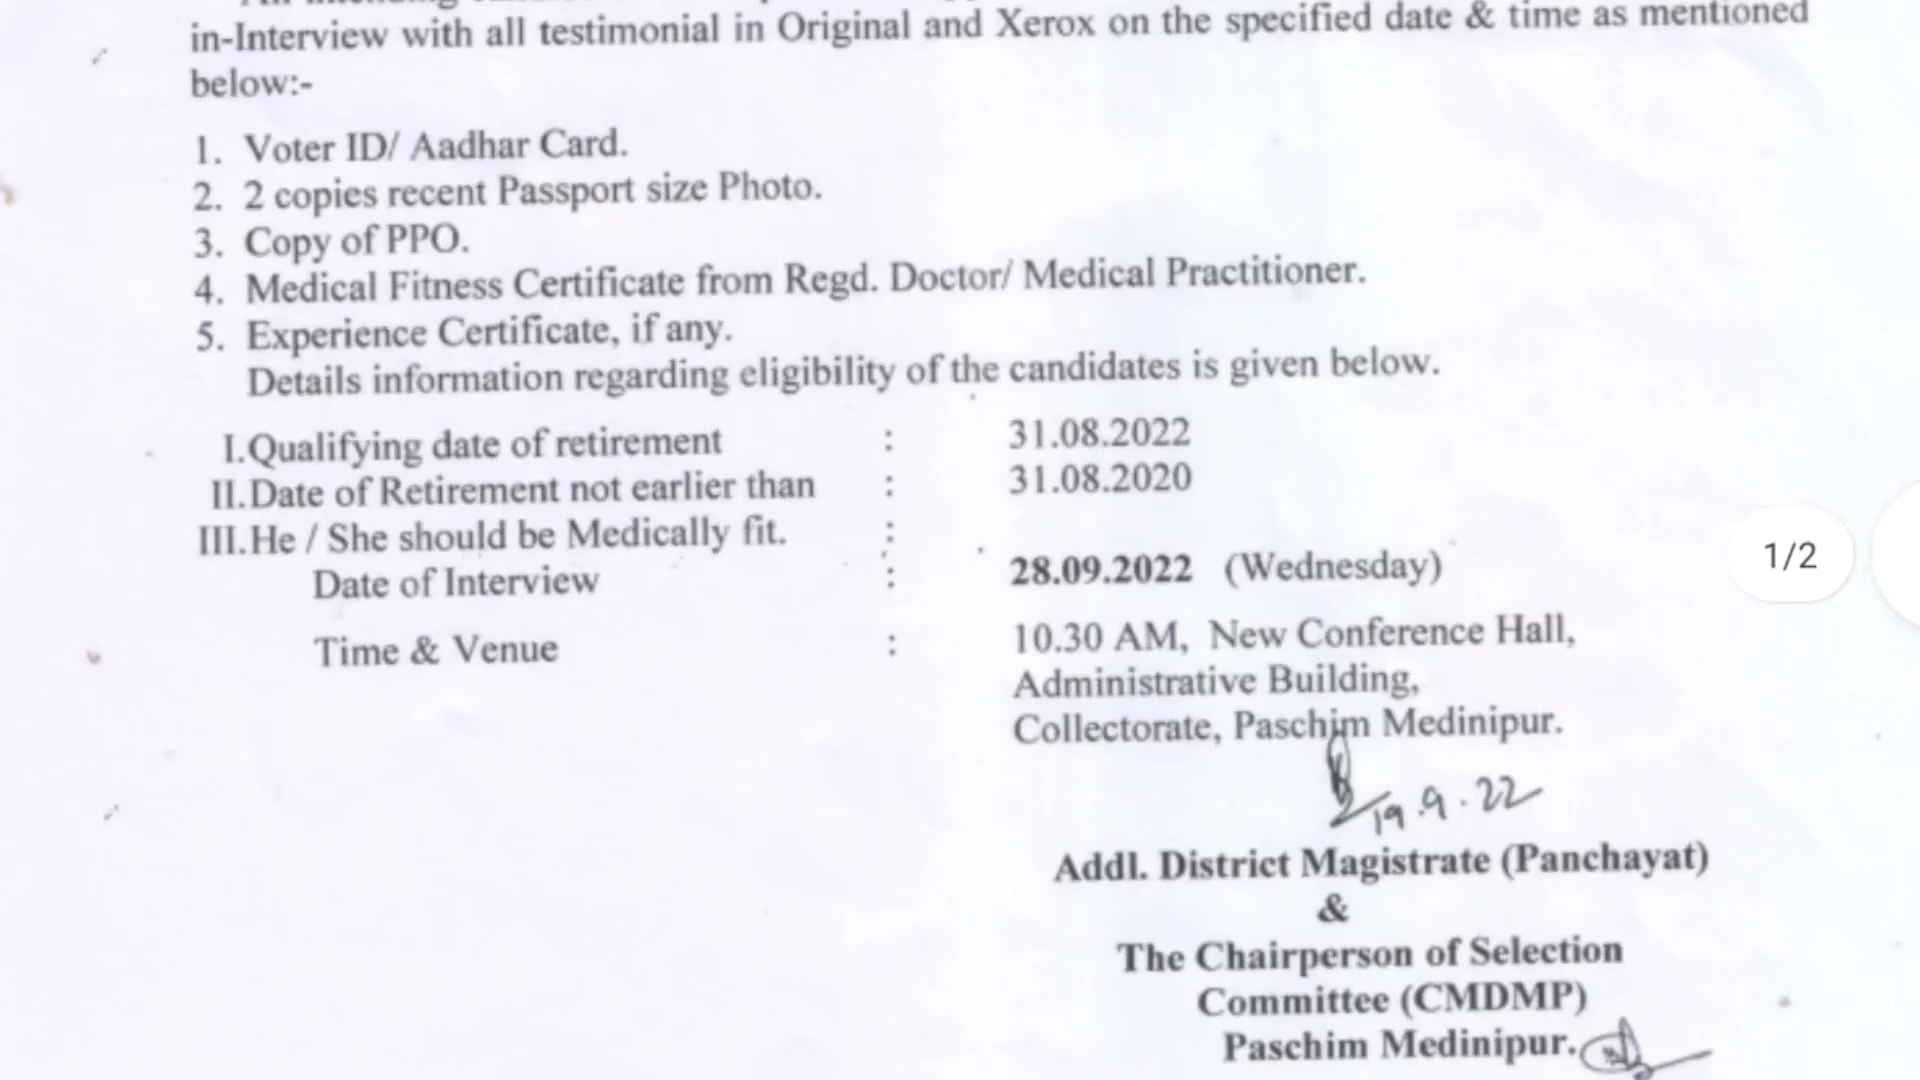 in-Interview with all testimonial in Original and Xerox on the specified date & time as mentioned
below:-
1. Voter ID/ Aadhar Card.
2. 2 copies recent Passport size Photo.
3. Copy of PPO.
4. Medical Fitness Certificate from Regd. Doctor/ Medical Practitioner.
5. Experience Certificate, if any.
Details information regarding eligibility of the candidates is given below.
I. Qualifying date of retirement : 31.08.2022
II. Date of Retirement not earlier than : 31.08.2020
III. He / She should be Medically fit. :
Date of Interview : 28.09.2022 (Wednesday)
1/2
Time & Venue : 10.30 AM, New Conference Hall,
Administrative Building,
Collectorate, Paschim Medinipur.
19.9.22
Addl. District Magistrate (Panchayat)
&
The Chairperson of Selection
Committee (CMDMP)
Paschim Medinipur.